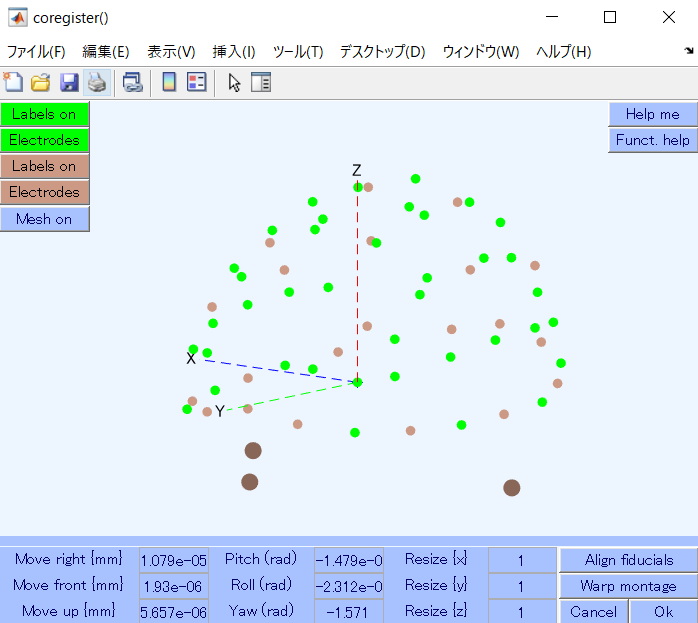 coregister()
ファイル(F) 編集(E) 表示(V) 挿入(I) ツール(T) デスクトップ(D) ウィンドウ(W) ヘルプ(H)
Labels on
Electrodes
Labels on
Electrodes
Mesh on
Help me
Funct. help
Z
X
Y
Move right {mm} 1.079e-05 Pitch (rad) -1.479e-0 Resize {x} 1 Align fiducials
Move front {mm} 1.93e-06 Roll (rad) -2.312e-0 Resize {y} 1 Warp montage
Move up {mm} 5.657e-06 Yaw (rad) -1.571 Resize {z} 1 Cancel Ok